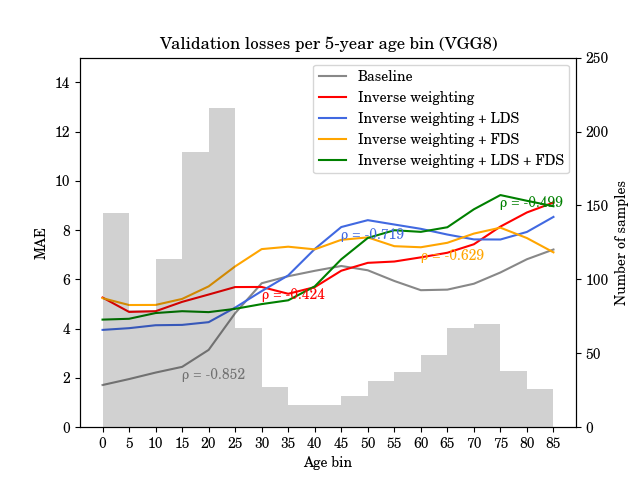 Validation losses per 5-year age bin (VGG8)
Baseline
Inverse weighting
Inverse weighting + LDS
Inverse weighting + FDS
Inverse weighting + LDS + FDS
MAE
14
12
10
8
6
4
2
0
250
200
150
100
50
0
Number of samples
ρ = -0.499
ρ = -0.719
ρ = -0.629
ρ = -0.424
ρ = -0.852
0 5 10 15 20 25 30 35 40 45 50 55 60 65 70 75 80 85
Age bin